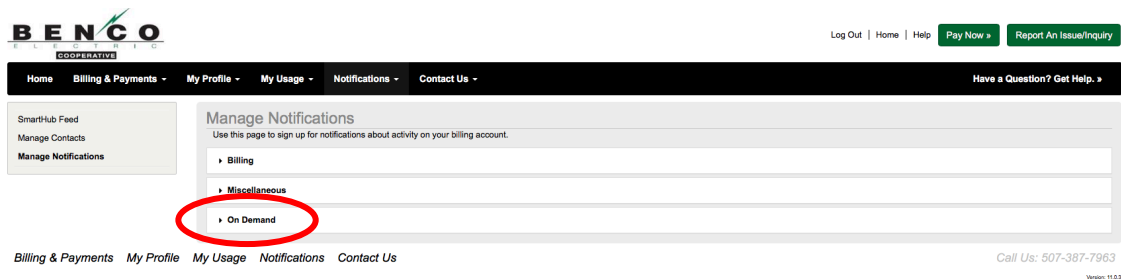 BENCO
ELECTRIC
COOPERATIVE
Log Out | Home | Help Pay Now » Report An Issue/Inquiry
Home Billing & Payments My Profile My Usage Notifications Contact Us Have a Question? Get Help. »
SmartHub Feed
Manage Contacts
Manage Notifications
Manage Notifications
Use this page to sign up for notifications about activity on your billing account.
Billing
Miscellaneous
On Demand
Billing & Payments My Profile My Usage Notifications Contact Us Call Us: 507-387-7963
Version: 11.0.3